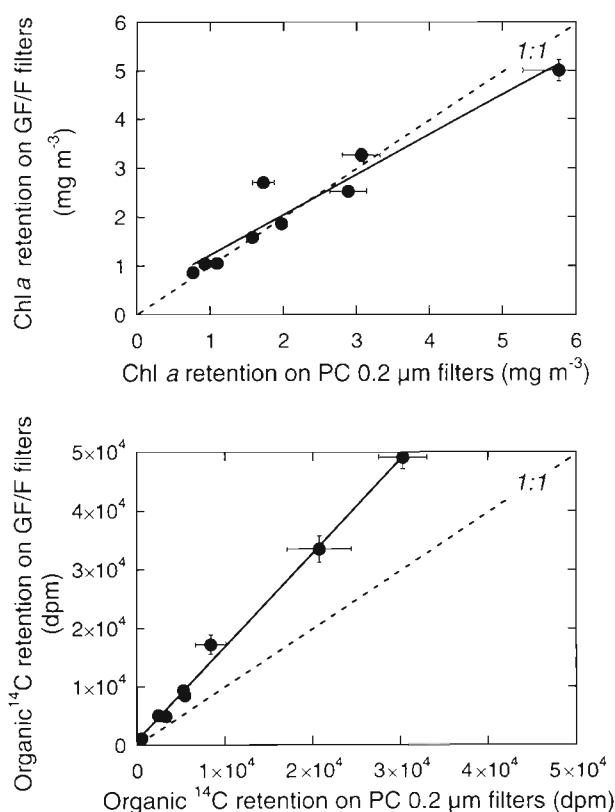 Chl a retention on GF/F filters
(mg m⁻³)
6
5
4
3
2
1
0
1:1
0 1 2 3 4 5 6
Chl a retention on PC 0.2 µm filters (mg m⁻³)
Organic ¹⁴C retention on GF/F filters
(dpm)
5×10⁴
4×10⁴
3×10⁴
2×10⁴
1×10⁴
0
1:1
0 1×10⁴ 2×10⁴ 3×10⁴ 4×10⁴ 5×10⁴
Organic ¹⁴C retention on PC 0.2 µm filters (dpm)